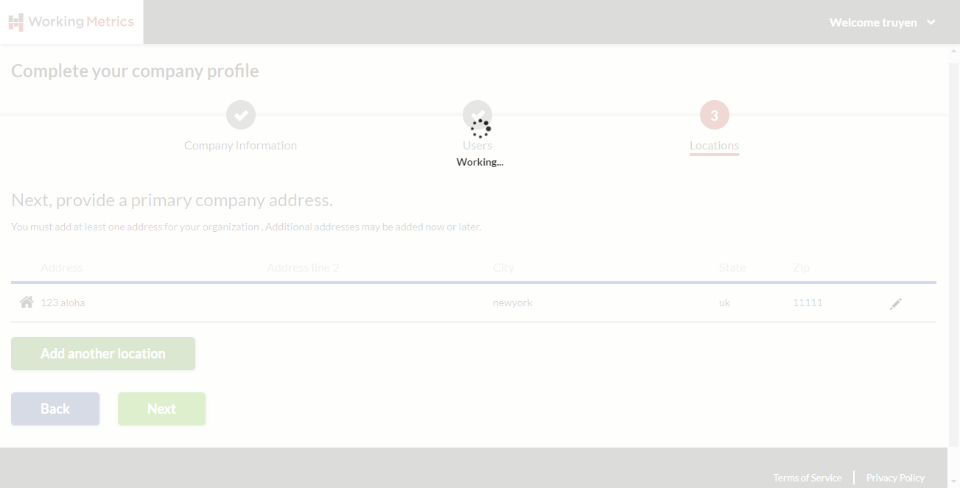 Working Metrics
Welcome truyen
Complete your company profile
3
Company Information
Users
Locations
Working...
Next, provide a primary company address.
You must add at least one address for your organization . Additional addresses may be added now or later.
Address Address line 2 City State Zip
123 aloha newyork uk 11111
Add another location
Back Next
Terms of Service | Privacy Policy